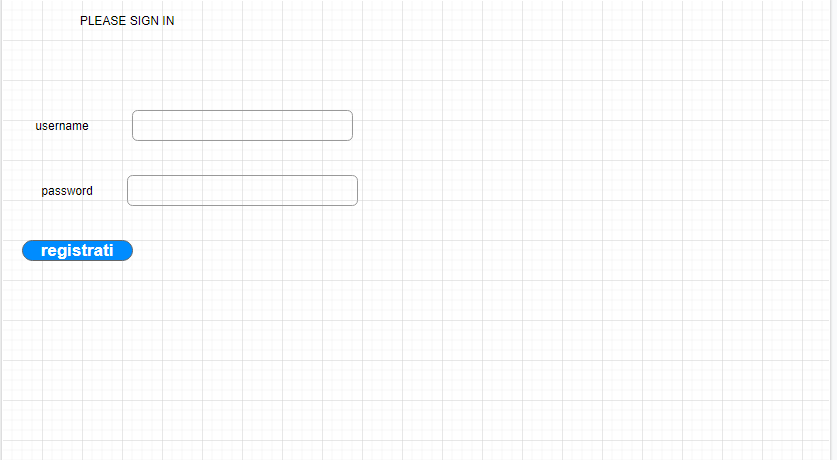 PLEASE SIGN IN
username
password
registrati